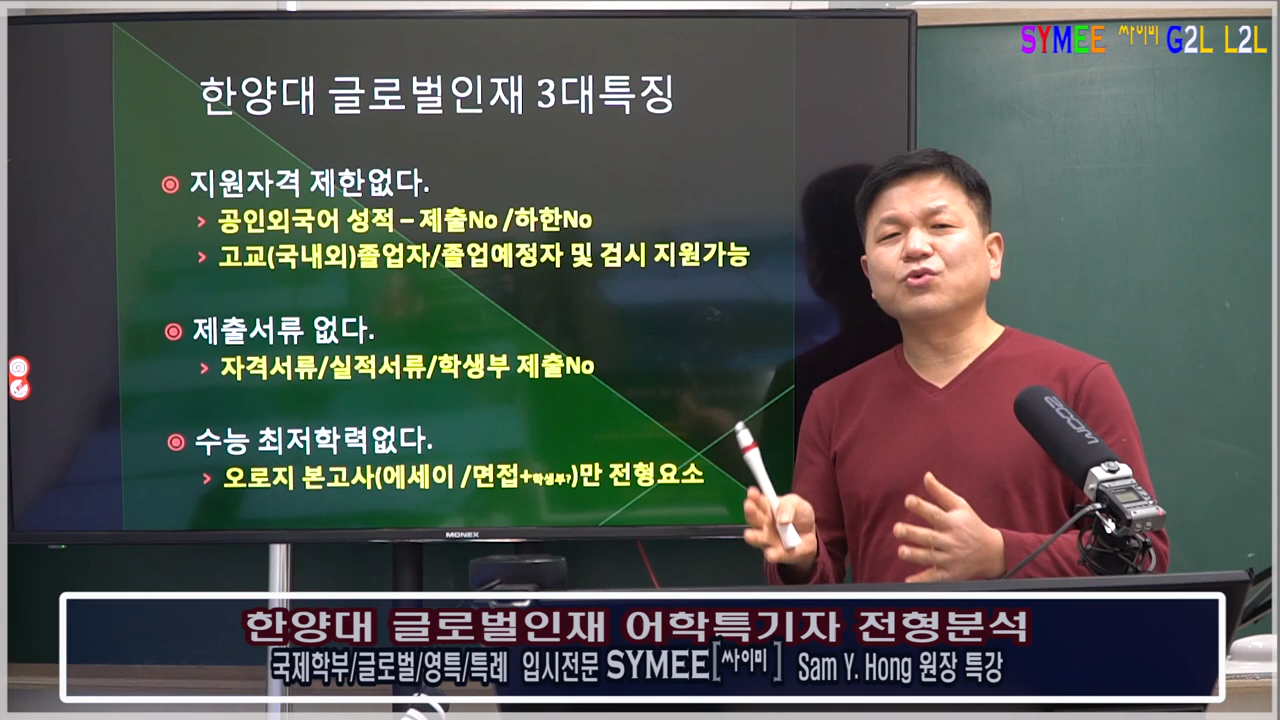 SYMEE 싸이미 G2L L2L
한양대 글로벌인재 3대특징
지원자격 제한없다.
공인외국어 성적 – 제출No /하한No
고교(국내외)졸업자/졸업예정자 및 검시 지원가능
제출서류 없다.
자격서류/실적서류/학생부 제출No
수능 최저학력없다.
오로지 본고사(에세이 /면접+학생부?)만 전형요소
ZOOM
MONEX
한양대 글로벌인재 어학특기자 전형분석
국제학부/글로벌/영특/특례 입시전문 SYMEE[싸이미] Sam Y. Hong 원장 특강